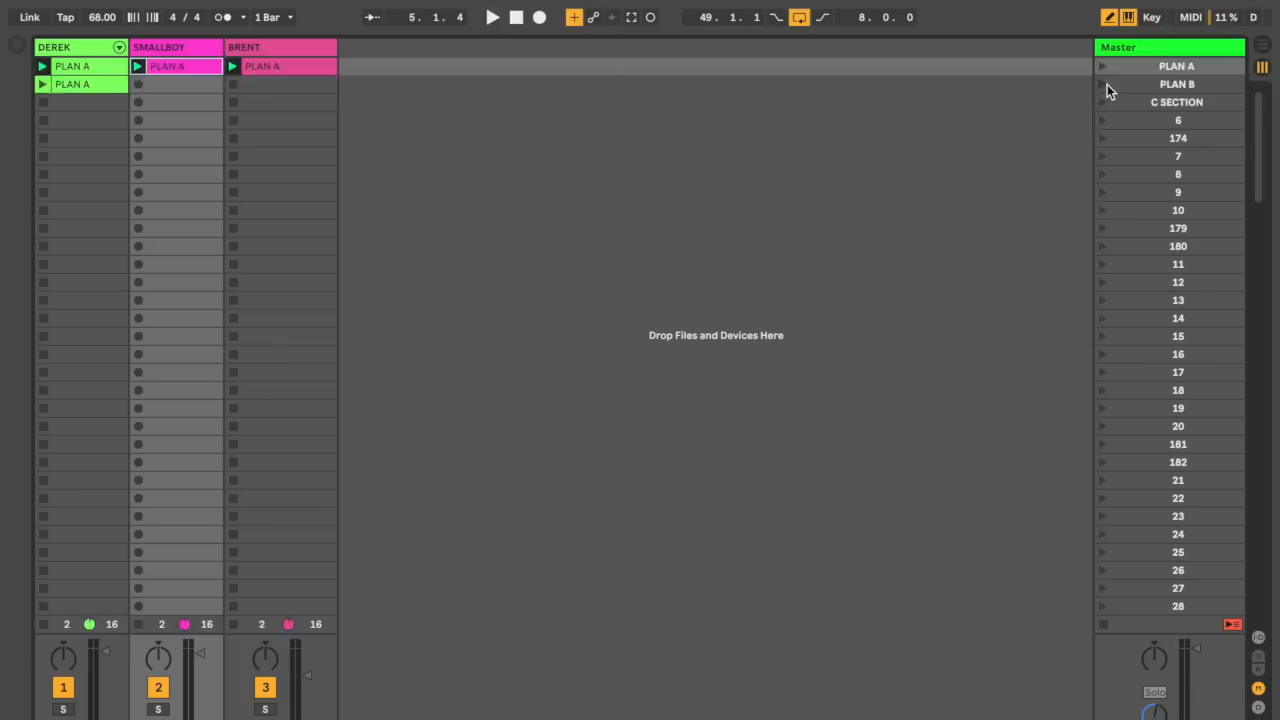 Link Tap 68.00 4 / 4 1 Bar 5. 1. 4 49. 1. 1 8. 0. 0 Key MIDI 11 % D
DEREK SMALLBOY BRENT Master
PLAN A PLAN A PLAN A PLAN A
PLAN A PLAN B
C SECTION
6
174
7
8
9
10
179
180
11
12
13
14
Drop Files and Devices Here 15
16
17
18
19
20
181
182
21
22
23
24
25
26
27
28
2 16 2 16 2 16
1 2 3 Solo
S S S
M
D